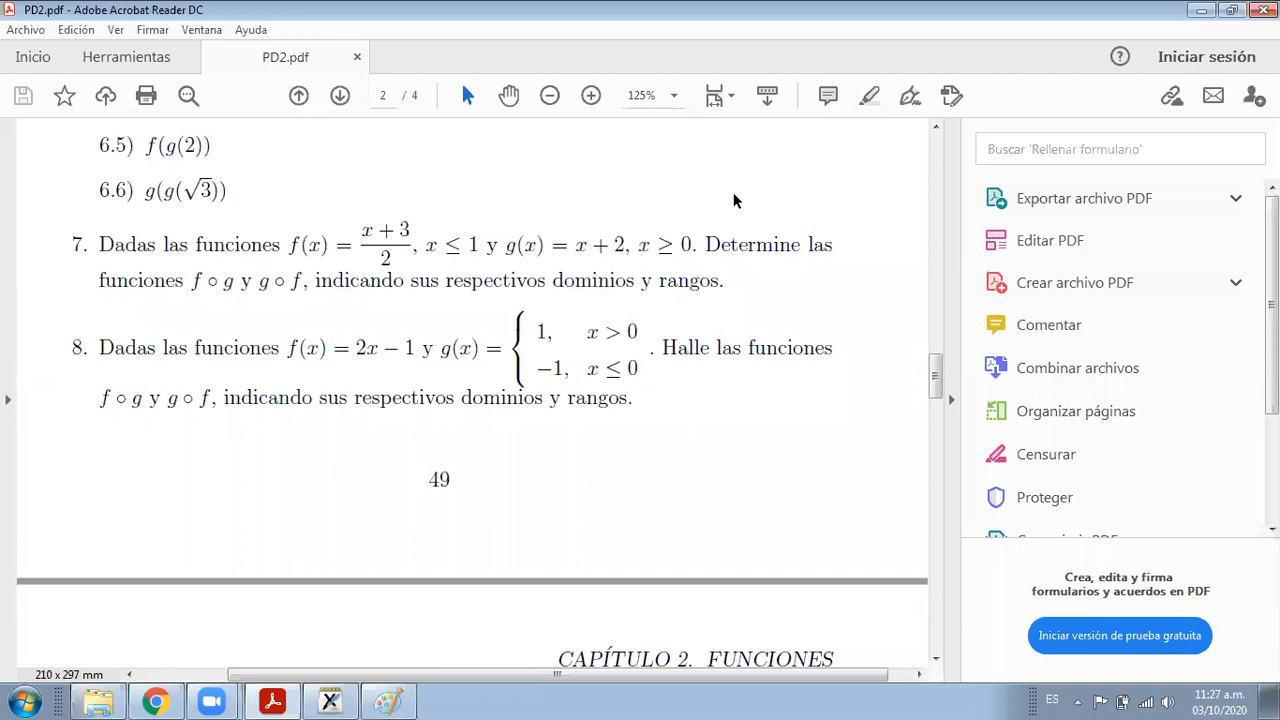 PD2.pdf - Adobe Acrobat Reader DC
Archivo Edición Ver Firmar Ventana Ayuda
Inicio Herramientas PD2.pdf × ? Iniciar sesión
2 / 4 125%
6.5) f(g(2))
6.6) g(g(√3))
7. Dadas las funciones f(x) = (x + 3)/2, x ≤ 1 y g(x) = x + 2, x ≥ 0. Determine las
funciones f ∘ g y g ∘ f, indicando sus respectivos dominios y rangos.
8. Dadas las funciones f(x) = 2x − 1 y g(x) = { 1, x > 0
−1, x ≤ 0 . Halle las funciones
f ∘ g y g ∘ f, indicando sus respectivos dominios y rangos.
49
CAPÍTULO 2. FUNCIONES
210 x 297 mm
Buscar 'Rellenar formulario'
Exportar archivo PDF
Editar PDF
Crear archivo PDF
Comentar
Combinar archivos
Organizar páginas
Censurar
Proteger
Crea, edita y firma
formularios y acuerdos en PDF
Iniciar versión de prueba gratuita
ES 11:27 a.m.
03/10/2020